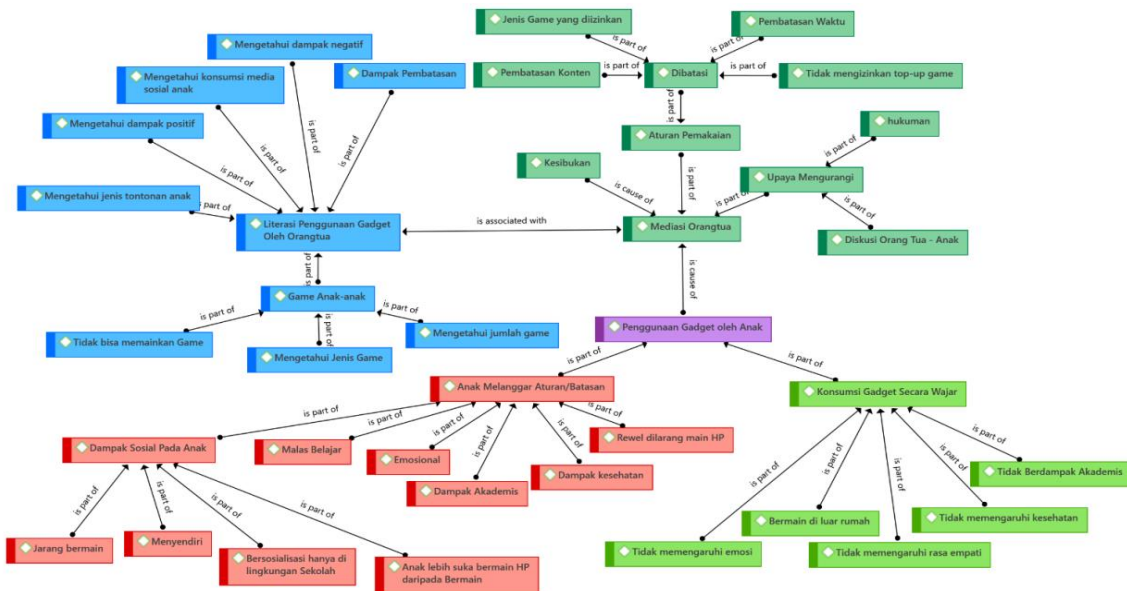 Jenis Game yang diizinkan
Pembatasan Waktu
is part of
is part of
Mengetahui dampak negatif
Mengetahui konsumsi media
sosial anak
Dampak Pembatasan
Pembatasan Konten
is part of
Dibatasi
is part of
Tidak mengizinkan top-up game
Mengetahui dampak positif
is part of
is part of
is part of
is part of
is part of
hukuman
Aturan Pemakaian
is part of
Kesibukan
is cause of
is part of
Upaya Mengurangi
is part of
is part of
Mengetahui jenis tontonan anak
is part of
Literasi Penggunaan Gadget
Oleh Orangtua
is associated with
Mediasi Orangtua
Diskusi Orang Tua - Anak
is part of
is cause of
Game Anak-anak
is part of
is part of
is part of
Tidak bisa memainkan Game
Mengetahui Jenis Game
Mengetahui jumlah game
Penggunaan Gadget oleh Anak
is part of
is part of
Anak Melanggar Aturan/Batasan
Konsumsi Gadget Secara Wajar
is part of
is part of
is part of
is part of
is part of
is part of
Dampak Sosial Pada Anak
Malas Belajar
Emosional
Dampak Akademis
Dampak kesehatan
Rewel dilarang main HP
is part of
is part of
is part of
is part of
is part of
Tidak Berdampak Akademis
is part of
is part of
is part of
is part of
Jarang bermain
Menyendiri
Bersosialisasi hanya di
lingkungan Sekolah
Anak lebih suka bermain HP
daripada Bermain
Bermain di luar rumah
Tidak memengaruhi kesehatan
Tidak memengaruhi emosi
Tidak memengaruhi rasa empati